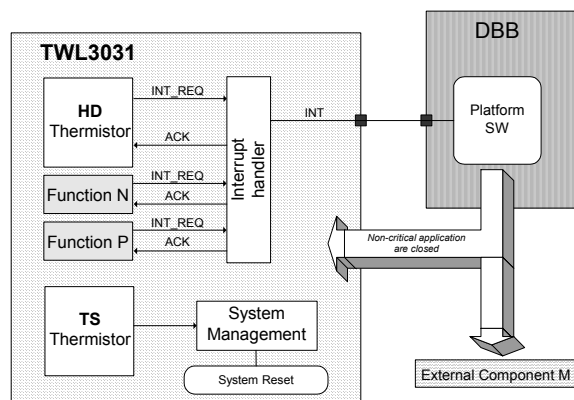 TWL3031
DBB
HD
Thermistor
INT_REQ
ACK
Function N
INT_REQ
ACK
Function P
INT_REQ
ACK
Interrupt
handler
INT
Platform
SW
Non-critical application
are closed
TS
Thermistor
System
Management
System Reset
External Component M